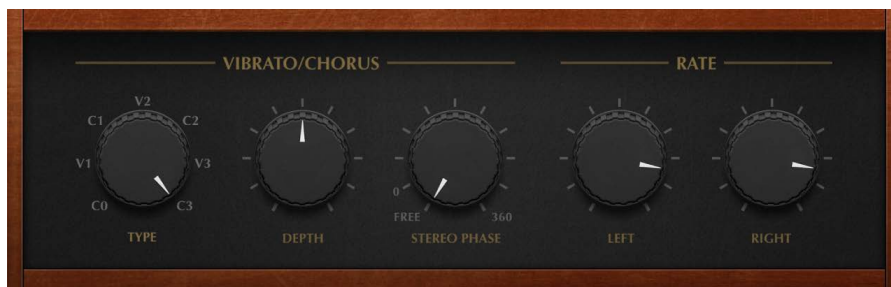 VIBRATO/CHORUS
RATE
V2
C1
C2
V1
V3
C0
C3
TYPE
DEPTH
0
FREE
360
STEREO PHASE
LEFT
RIGHT